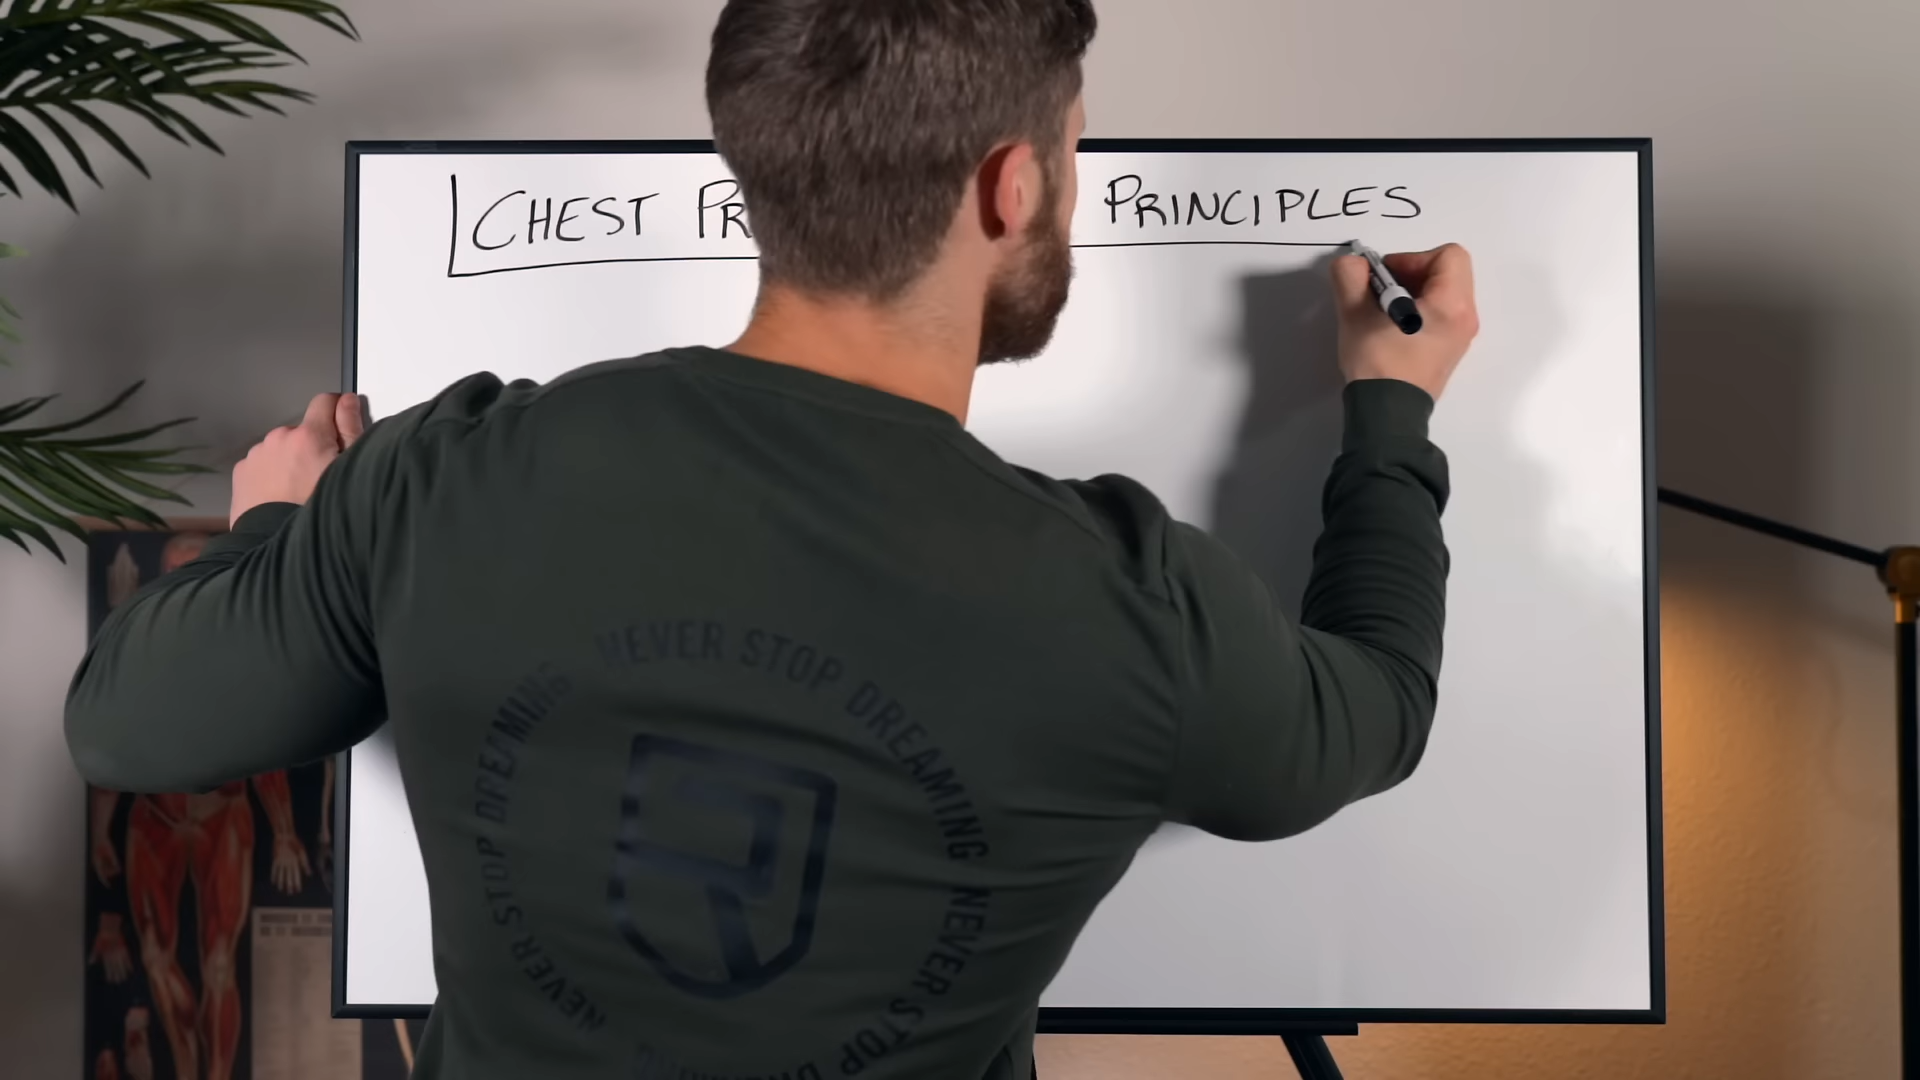 CHEST PR PRINCIPLES
NEVER STOP DREAMING NEVER STOP DREAMING NEVER STOP DREAMING
R